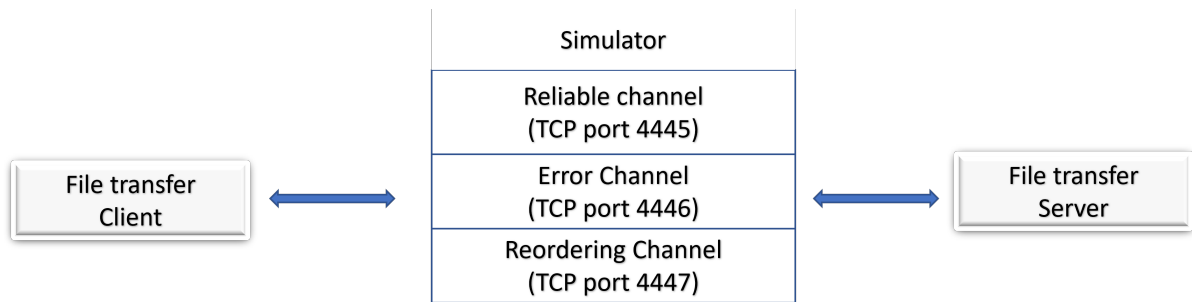 Simulator
Reliable channel
(TCP port 4445)
File transfer
Client
Error Channel
(TCP port 4446)
File transfer
Server
Reordering Channel
(TCP port 4447)